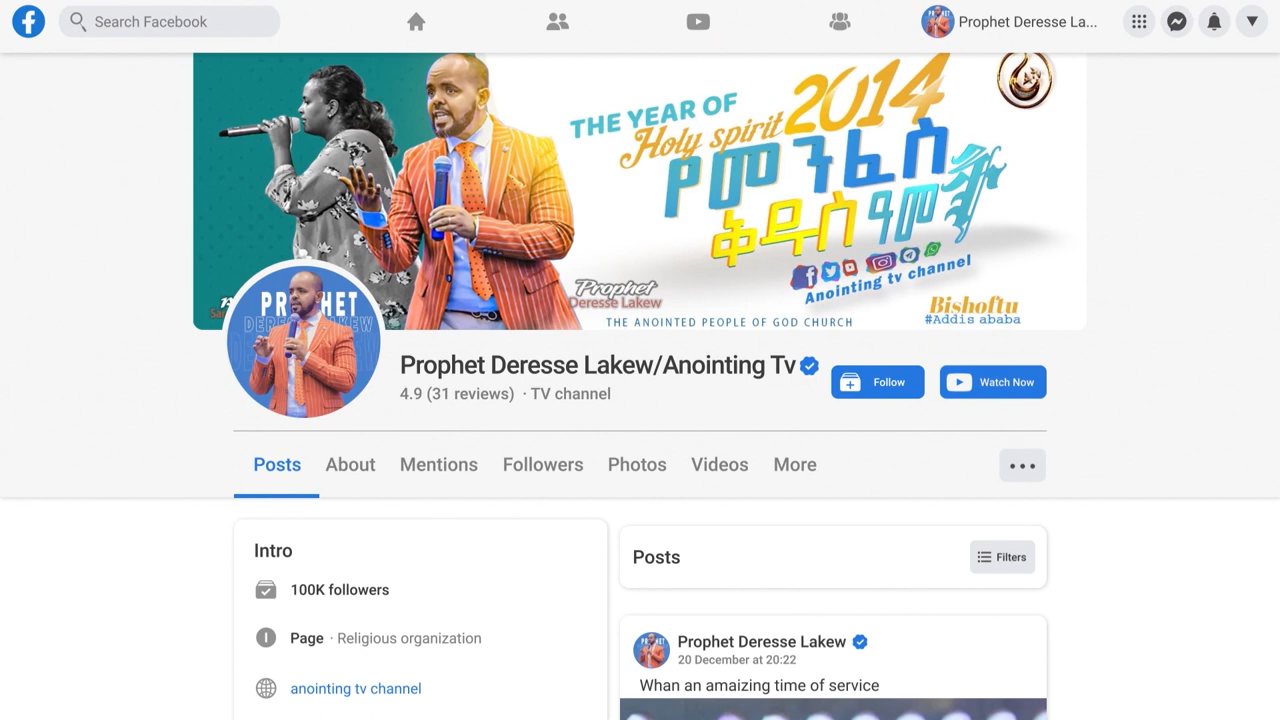 Search Facebook
Prophet Deresse La...
THE YEAR OF
Holy spirit 2014
የመንፈስ
ቅዱስ ዓመት
Anointing tv channel
Prophet
Deresse Lakew
Bishoftu
#Addis ababa
THE ANOINTED PEOPLE OF GOD CHURCH
PROPHET
DERESSE LAKEW
Prophet Deresse Lakew/Anointing Tv
4.9 (31 reviews) · TV channel
Follow
Watch Now
Posts
About
Mentions
Followers
Photos
Videos
More
Intro
100K followers
Page · Religious organization
anointing tv channel
Posts
Filters
Prophet Deresse Lakew
20 December at 20:22
Whan an amaizing time of service